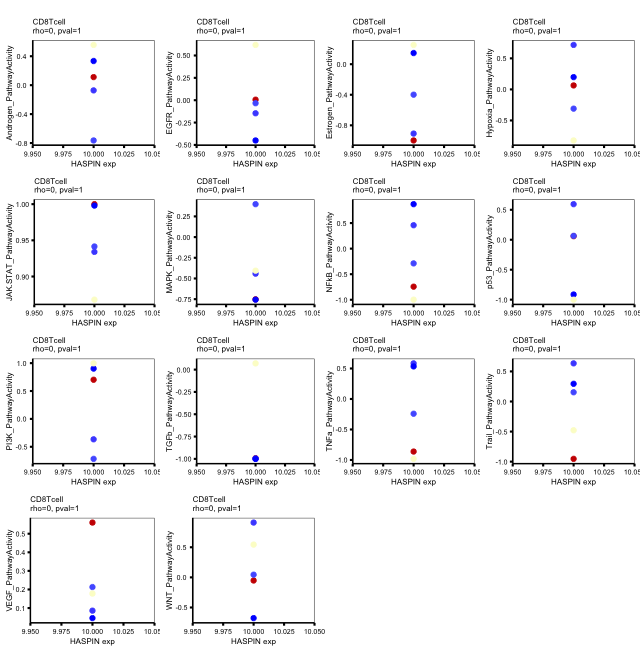 CD8Tcell
rho=0, pval=1
Androgen_PathwayActivity
0.4
0.0
-0.4
-0.8
9.950
9.975
10.000
10.025
10.05
HASPIN exp
CD8Tcell
rho=0, pval=1
EGFR_PathwayActivity
0.50
0.25
0.00
-0.25
-0.50
9.950
9.975
10.000
10.025
10.05
HASPIN exp
CD8Tcell
rho=0, pval=1
Estrogen_PathwayActivity
0.0
-0.4
-0.8
9.950
9.975
10.000
10.025
10.05
HASPIN exp
CD8Tcell
rho=0, pval=1
Hypoxia_PathwayActivity
0.5
0.0
-0.5
9.950
9.975
10.000
10.025
10.05
HASPIN exp
CD8Tcell
rho=0, pval=1
JAK.STAT_PathwayActivity
1.00
0.95
0.90
9.950
9.975
10.000
10.025
10.05
HASPIN exp
CD8Tcell
rho=0, pval=1
MAPK_PathwayActivity
0.25
0.00
-0.25
-0.50
-0.75
9.950
9.975
10.000
10.025
10.05
HASPIN exp
CD8Tcell
rho=0, pval=1
NFkB_PathwayActivity
0.5
0.0
-0.5
-1.0
9.950
9.975
10.000
10.025
10.05
HASPIN exp
CD8Tcell
rho=0, pval=1
p53_PathwayActivity
0.5
0.0
-0.5
-1.0
9.950
9.975
10.000
10.025
10.05
HASPIN exp
CD8Tcell
rho=0, pval=1
PI3K_PathwayActivity
1.0
0.5
0.0
-0.5
9.950
9.975
10.000
10.025
10.05
HASPIN exp
CD8Tcell
rho=0, pval=1
TGFb_PathwayActivity
0.00
-0.25
-0.50
-0.75
-1.00
9.950
9.975
10.000
10.025
10.05
HASPIN exp
CD8Tcell
rho=0, pval=1
TNFa_PathwayActivity
0.5
0.0
-0.5
-1.0
9.950
9.975
10.000
10.025
10.05
HASPIN exp
CD8Tcell
rho=0, pval=1
Trail_PathwayActivity
0.5
0.0
-0.5
-1.0
9.950
9.975
10.000
10.025
10.05
HASPIN exp
CD8Tcell
rho=0, pval=1
VEGF_PathwayActivity
0.5
0.4
0.3
0.2
0.1
9.950
9.975
10.000
10.025
10.05
HASPIN exp
CD8Tcell
rho=0, pval=1
WNT_PathwayActivity
0.5
0.0
-0.5
9.950
9.975
10.000
10.025
10.050
HASPIN exp